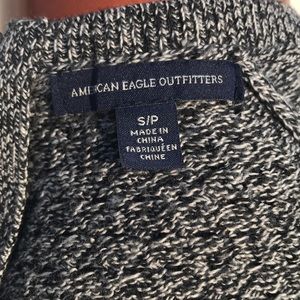 AMERICAN EAGLE OUTFITTERS
S/P
MADE IN
CHINA
FABRIQUÉ EN
CHINE